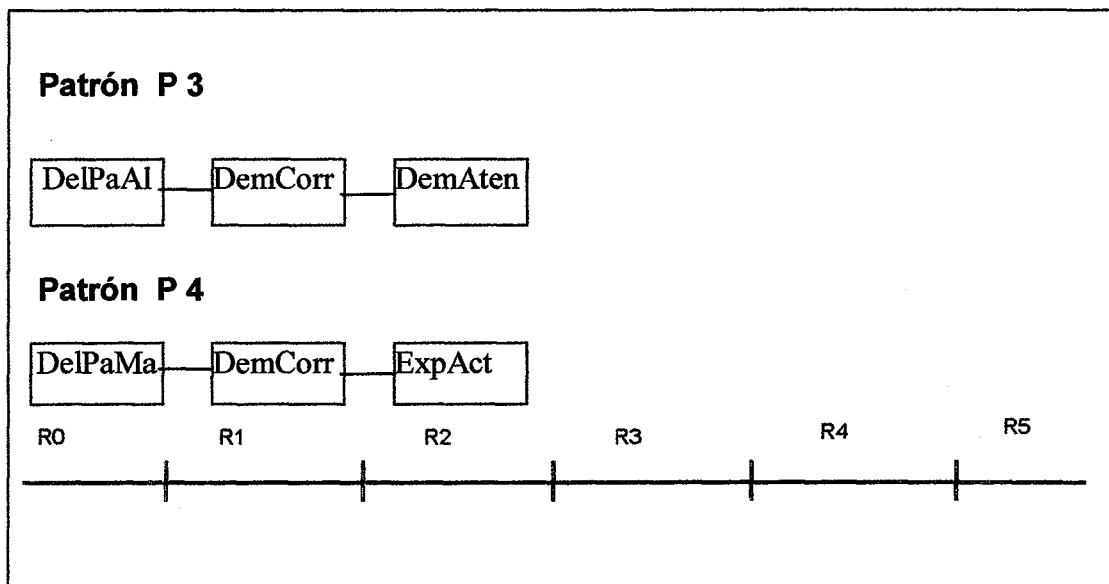 Patrón P 3
DelPaAl DemCorr DemAten
Patrón P 4
DelPaMa DemCorr ExpAct
R0 R1 R2 R3 R4 R5